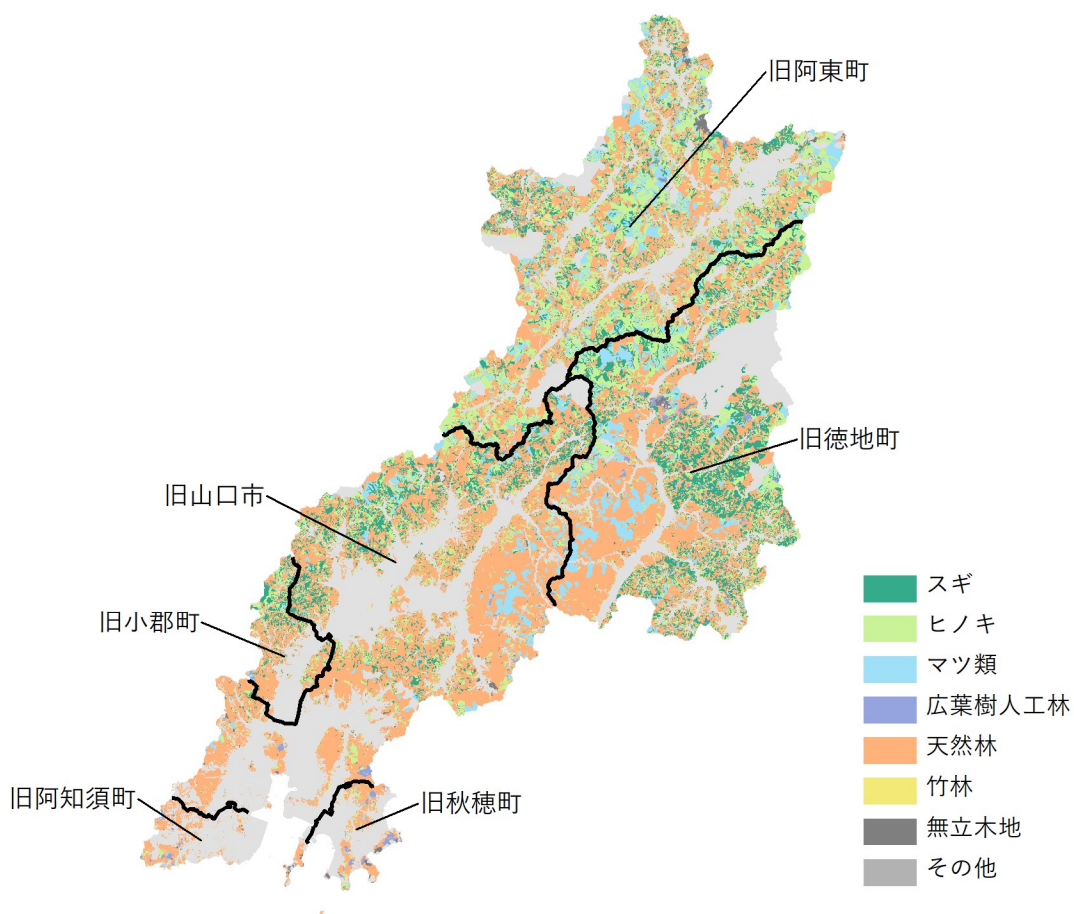 旧阿東町
旧徳地町
旧山口市
旧小郡町
旧阿知須町
旧秋穂町
スギ
ヒノキ
マツ類
広葉樹人工林
天然林
竹林
無立木地
その他